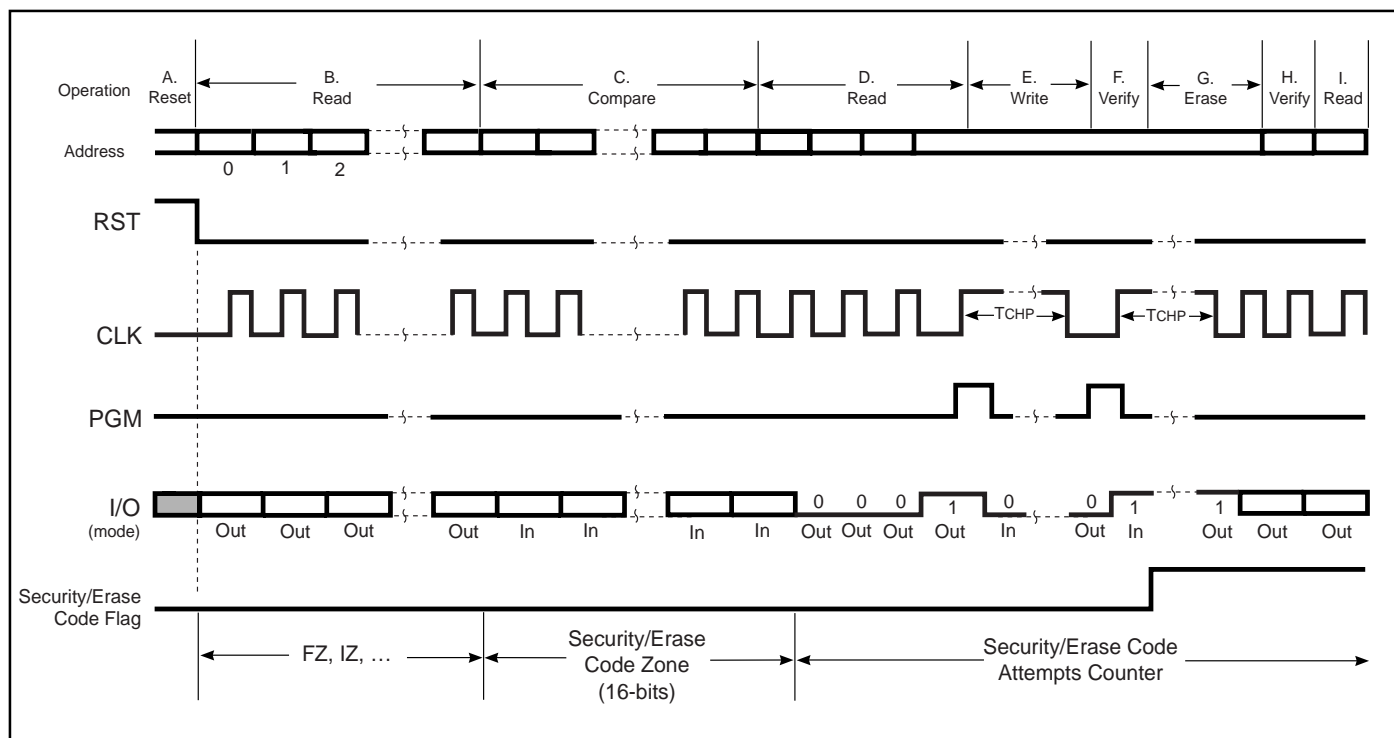 Operation
A.
Reset
B.
Read
C.
Compare
D.
Read
E.
Write
F.
Verify
G.
Erase
H.
Verify
I.
Read
Address
0 1 2
RST
CLK
TCHP
TCHP
PGM
I/O
(mode)
0 0 0 1 0 0 1 1
Out Out Out Out In In In In Out Out Out Out In Out In Out Out Out
Security/Erase
Code Flag
FZ, IZ, …
Security/Erase
Code Zone
(16-bits)
Security/Erase Code
Attempts Counter